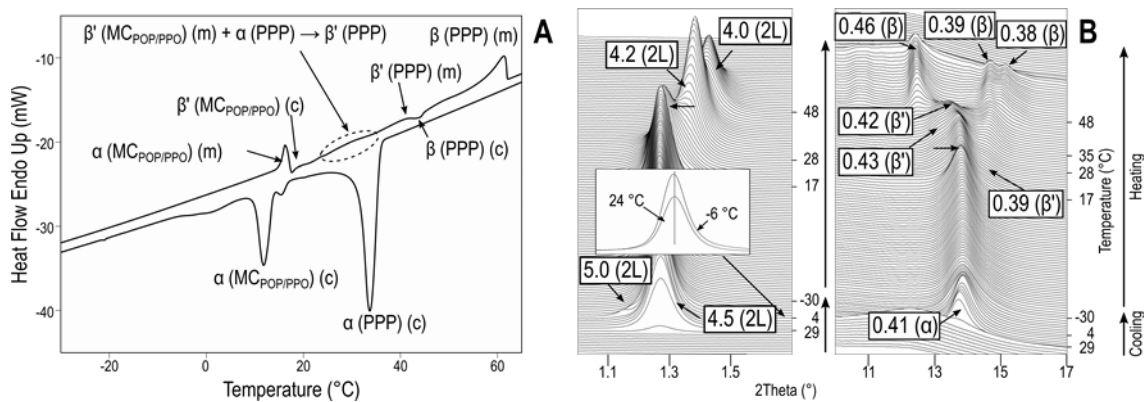 β' (MC_POP/PPO) (m) + α (PPP) → β' (PPP)
β (PPP) (m)
A
β' (PPP) (m)
β' (MC_POP/PPO) (c)
α (MC_POP/PPO) (m)
β (PPP) (c)
α (MC_POP/PPO) (c)
α (PPP) (c)
-10
-20
-30
-40
Heat Flow Endo Up (mW)
-20 0 20 40 60
Temperature (°C)
4.0 (2L)
4.2 (2L)
24 °C
-6 °C
5.0 (2L)
4.5 (2L)
48
28
17
-30
4
29
1.1 1.3 1.5
2Theta (°)
B
0.46 (β)
0.39 (β)
0.38 (β)
0.42 (β')
0.43 (β')
0.39 (β')
0.41 (α)
48
35
28
17
-30
4
29
11 13 15 17
Temperature (°C)
Heating
Cooling